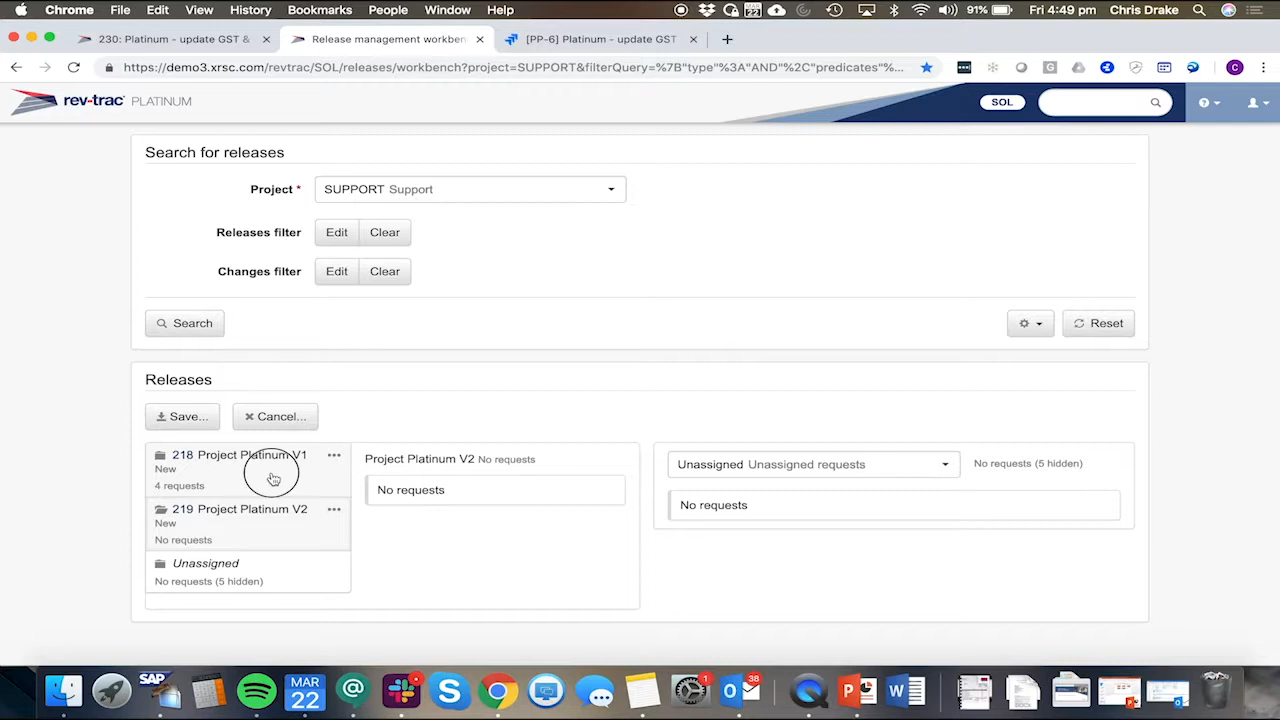 Chrome File Edit View History Bookmarks People Window Help 91% Fri 4:49 pm Chris Drake
230: Platinum - update GST & Release management workben [PP-6] Platinum - update GST
https://demo3.xrsc.com/revtrac/SOL/releases/workbench?project=SUPPORT&filterQuery=%7B"type"%3A"AND"%2C"predicates"%...
rev-trac PLATINUM SOL
Search for releases
Project * SUPPORT Support
Releases filter Edit Clear
Changes filter Edit Clear
Search Reset
Releases
Save... Cancel...
218 Project Platinum V1
New
4 requests
219 Project Platinum V2
New
No requests
Unassigned
No requests (5 hidden)
Project Platinum V2 No requests
No requests
Unassigned Unassigned requests No requests (5 hidden)
No requests
SAP
MAR
22
1
38